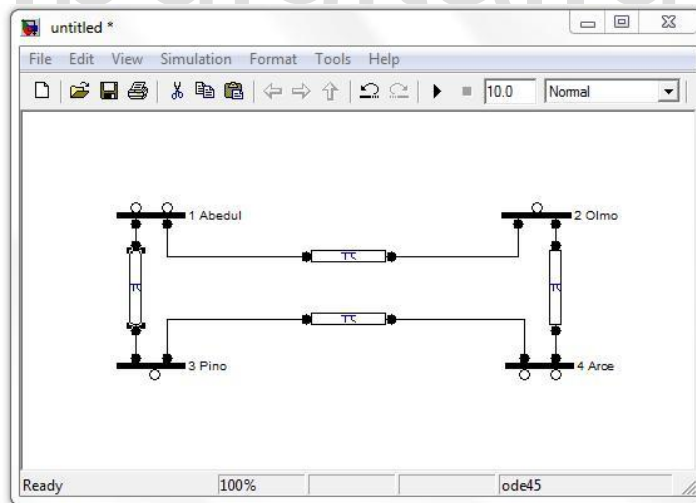 untitled *
File Edit View Simulation Format Tools Help
10.0 Normal
1 Abedul
2 Olmo
π
π
π
π
3 Pino
4 Arce
Ready 100% ode45